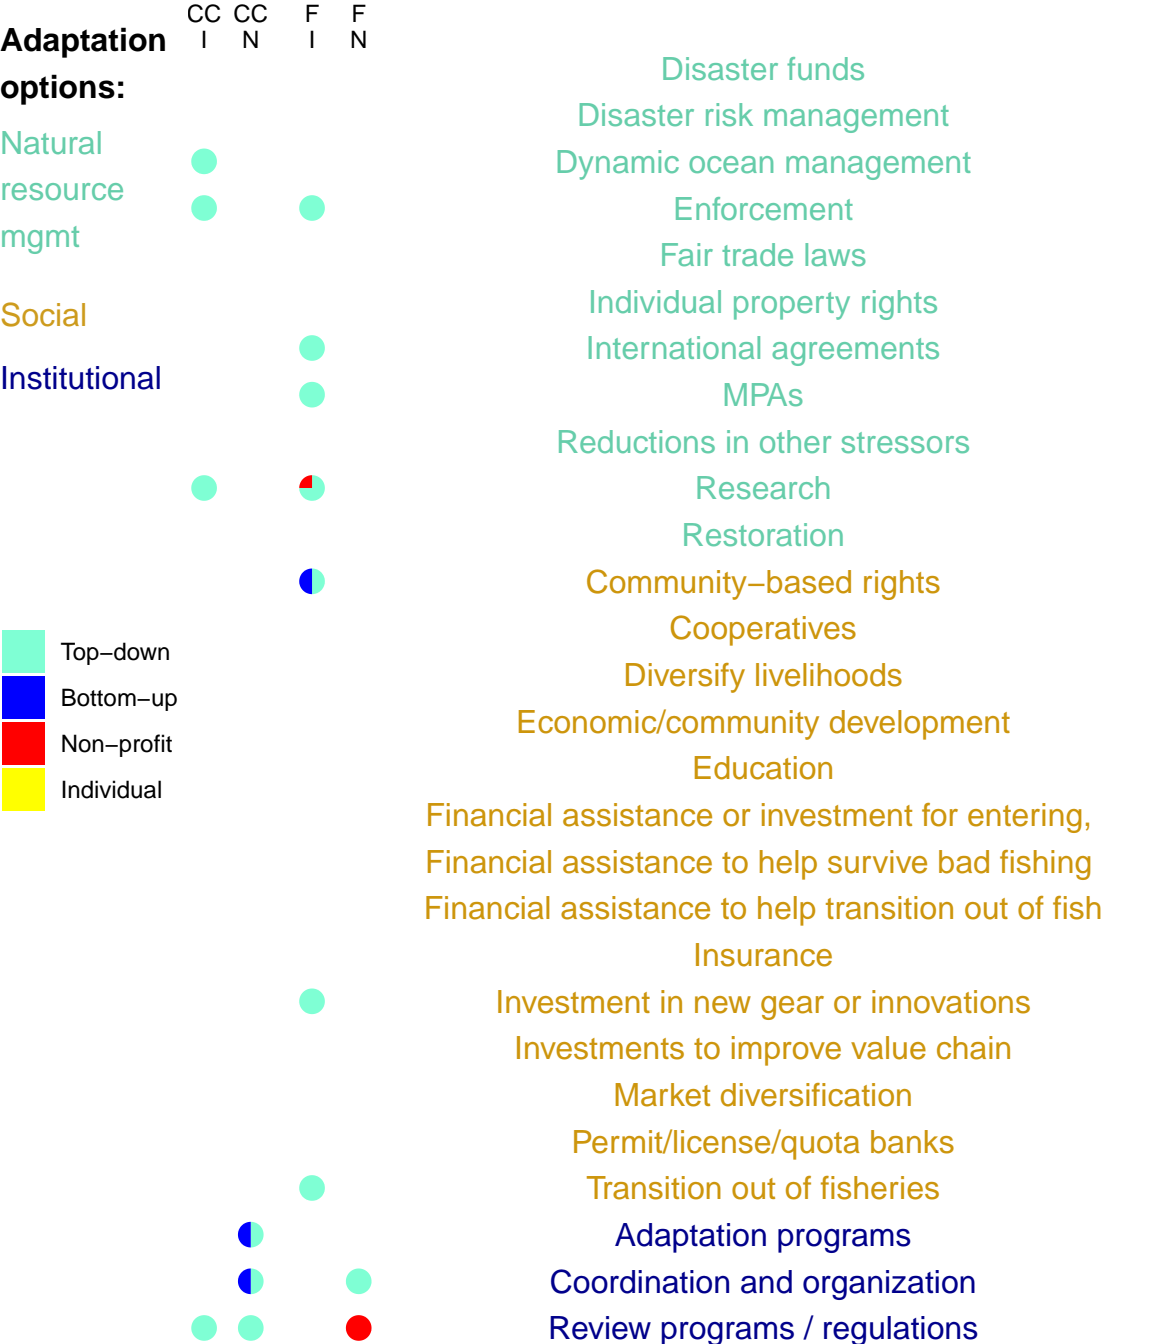 CC CC F F
I N I N
Adaptation
options:
Natural
resource
mgmt
Social
Institutional
Top−down
Bottom−up
Non−profit
Individual
Disaster funds
Disaster risk management
Dynamic ocean management
Enforcement
Fair trade laws
Individual property rights
International agreements
MPAs
Reductions in other stressors
Research
Restoration
Community−based rights
Cooperatives
Diversify livelihoods
Economic/community development
Education
Financial assistance or investment for entering,
Financial assistance to help survive bad fishing
Financial assistance to help transition out of fish
Insurance
Investment in new gear or innovations
Investments to improve value chain
Market diversification
Permit/license/quota banks
Transition out of fisheries
Adaptation programs
Coordination and organization
Review programs / regulations